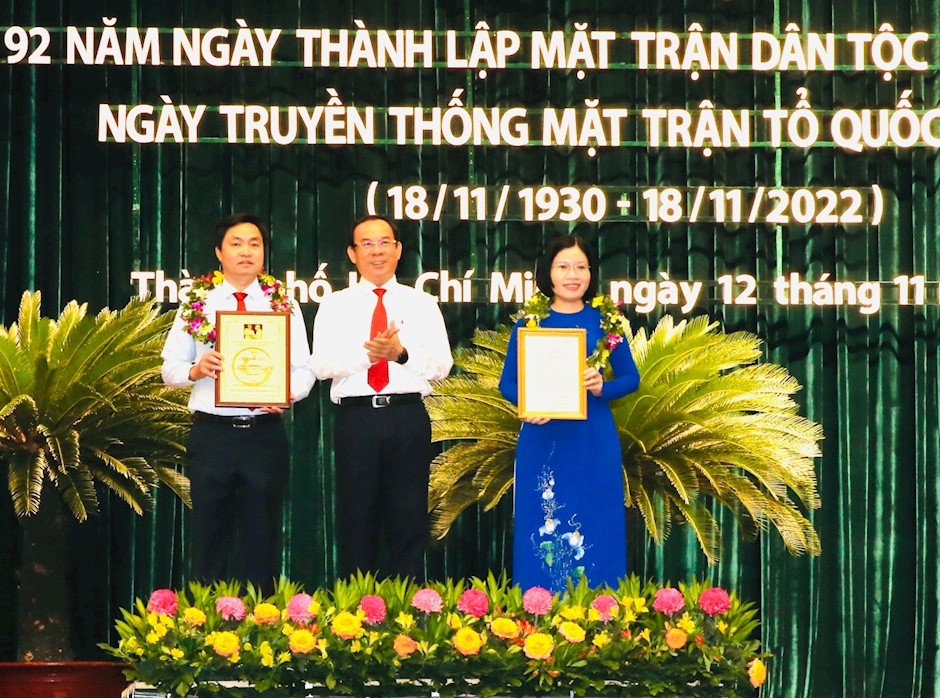 92 NĂM NGÀY THÀNH LẬP MẶT TRẬN DÂN TỘC
NGÀY TRUYỀN THỐNG MẶT TRẬN TỔ QUỐC
(18/11/1930 - 18/11/2022)
Chí ngày 12 tháng 11